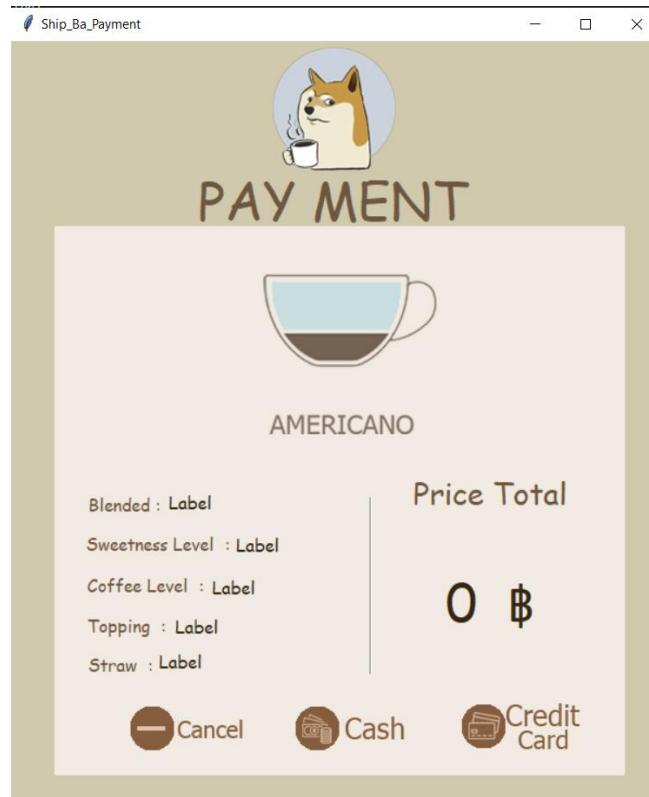 Ship_Ba_Payment
PAY MENT
AMERICANO
Blended : Label
Sweetness Level : Label
Coffee Level : Label
Topping : Label
Straw : Label
Price Total
0 ฿
Cancel
Cash
Credit
Card